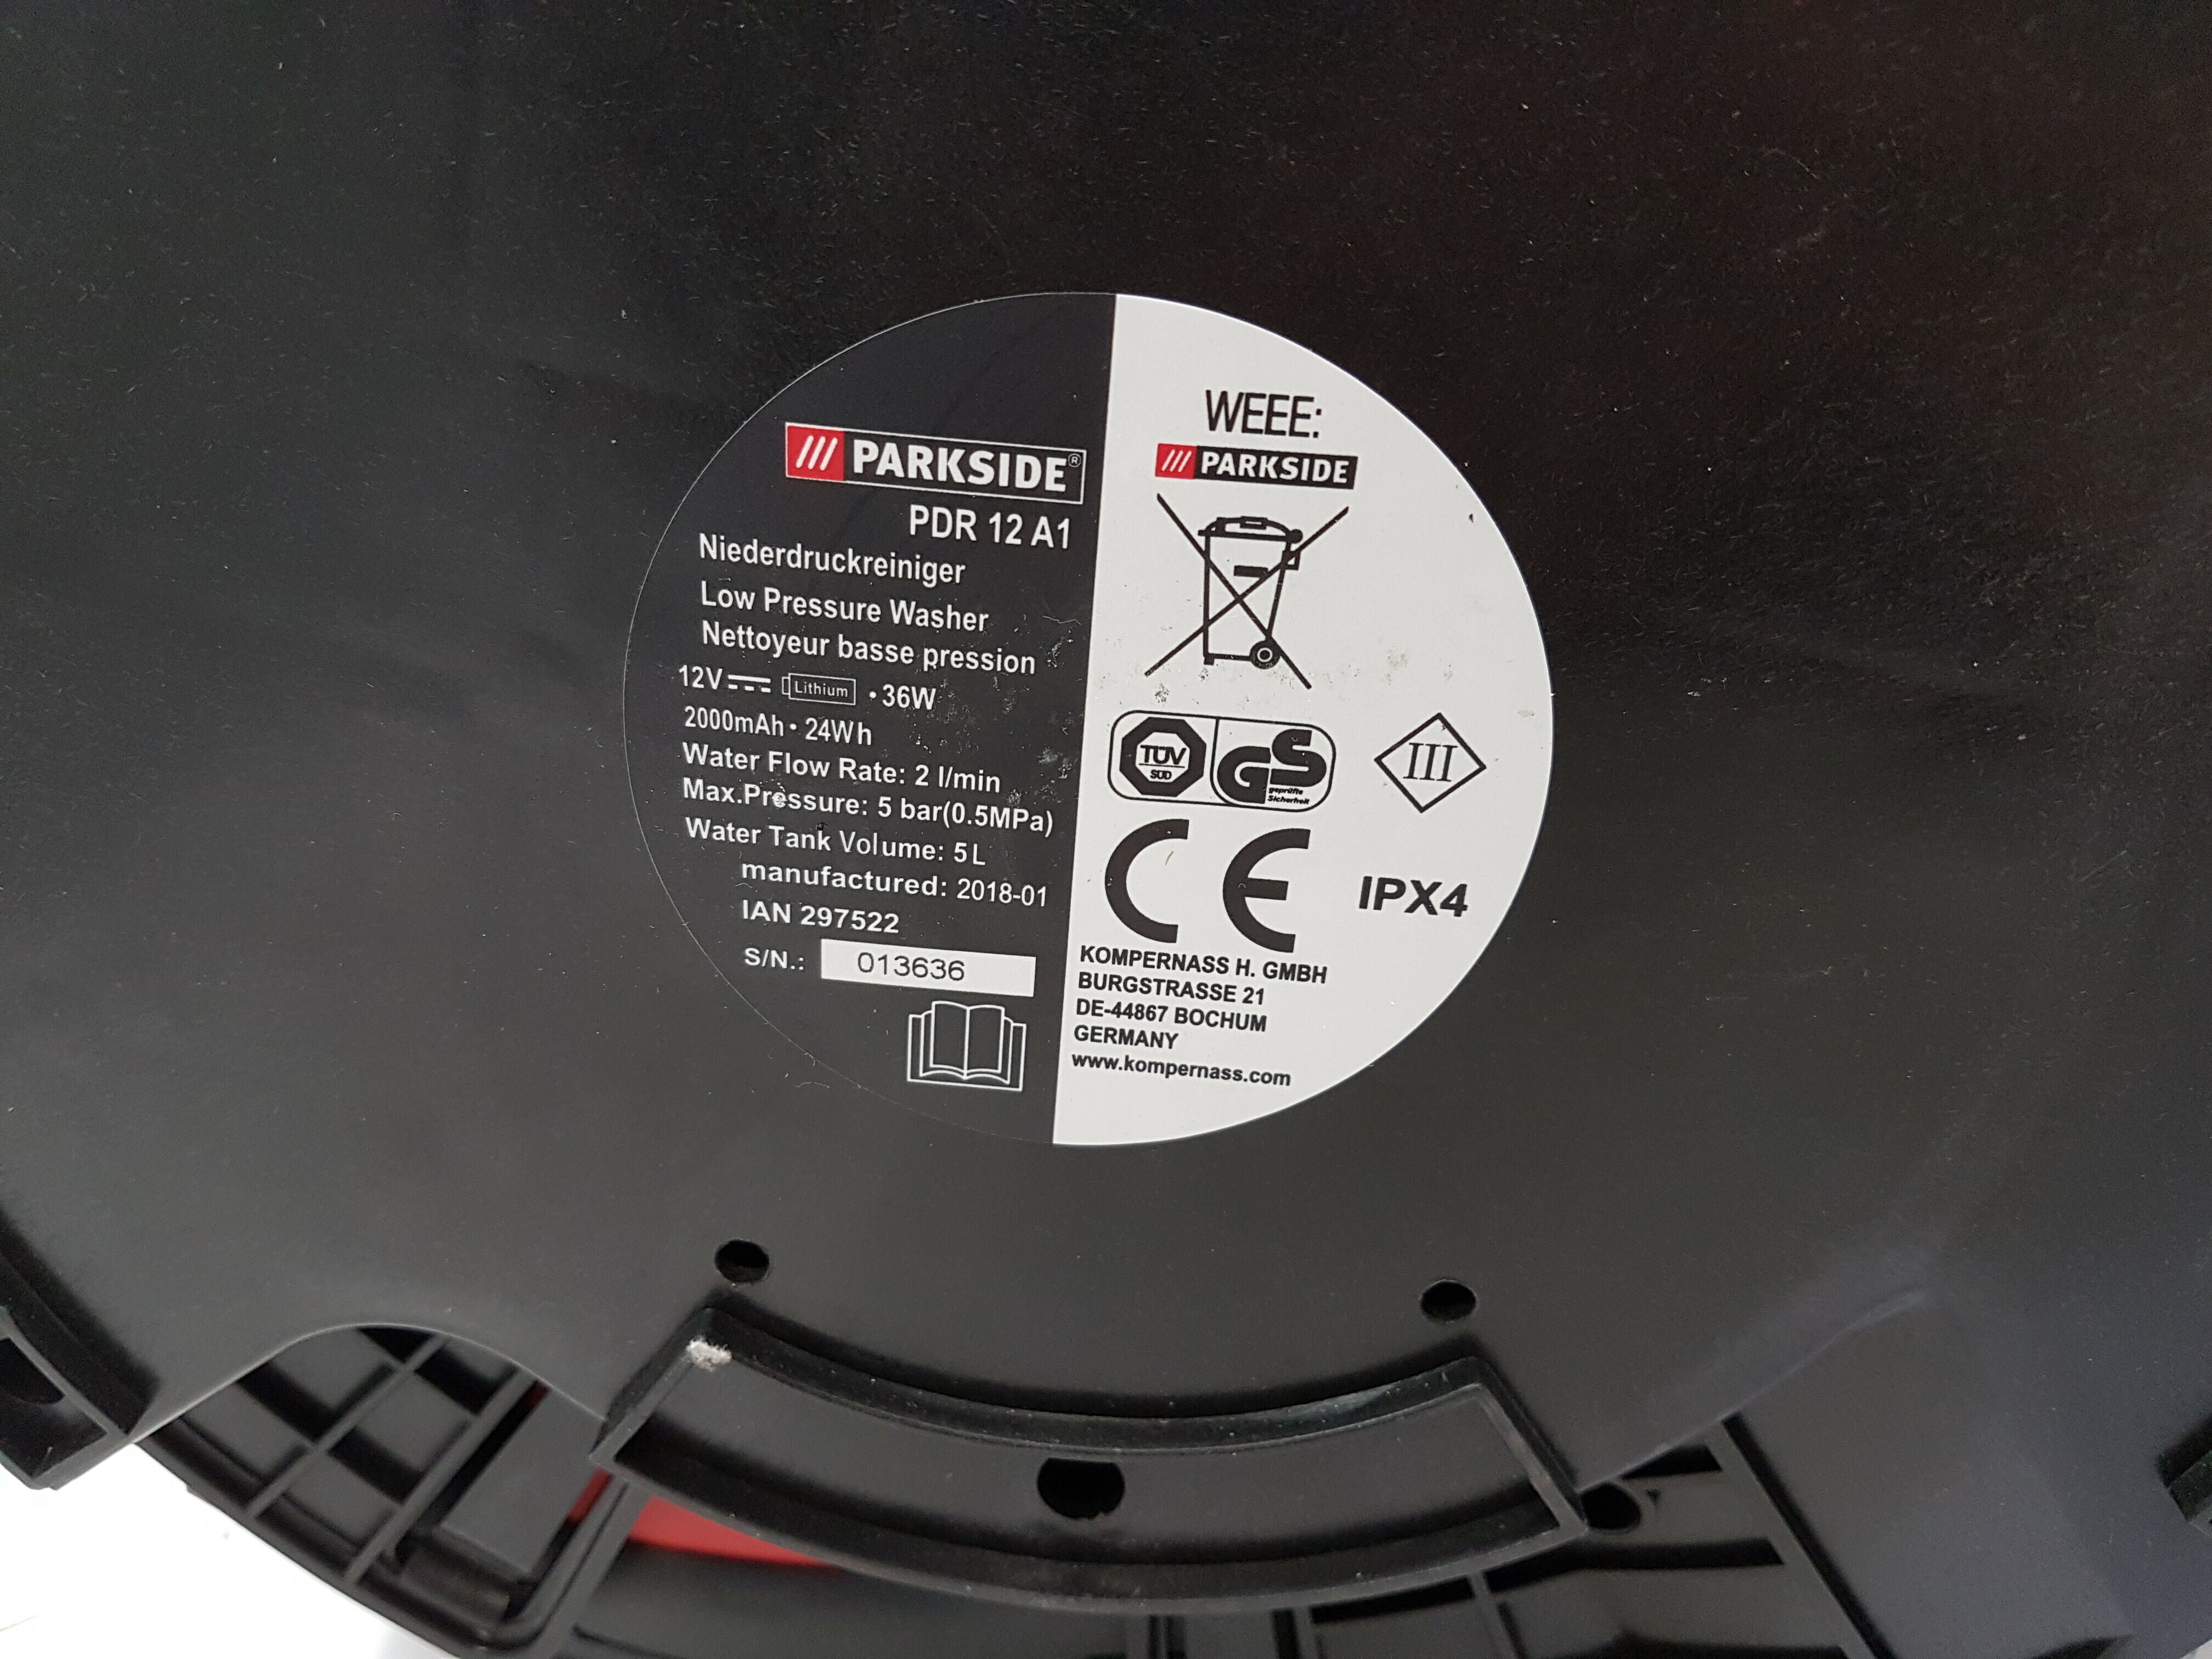 PARKSIDE®
PDR 12 A1
Niederdruckreiniger
Low Pressure Washer
Nettoyeur basse pression
12V Lithium • 36W
2000mAh • 24Wh
Water Flow Rate: 2 l/min
Max.Pressure: 5 bar(0.5MPa)
Water Tank Volume: 5L
manufactured: 2018-01
IAN 297522
S/N.: 013636
WEEE:
PARKSIDE
TÜV
SÜD
GS
geprüfte
Sicherheit
III
CE
IPX4
KOMPERNASS H. GMBH
BURGSTRASSE 21
DE-44867 BOCHUM
GERMANY
www.kompernass.com